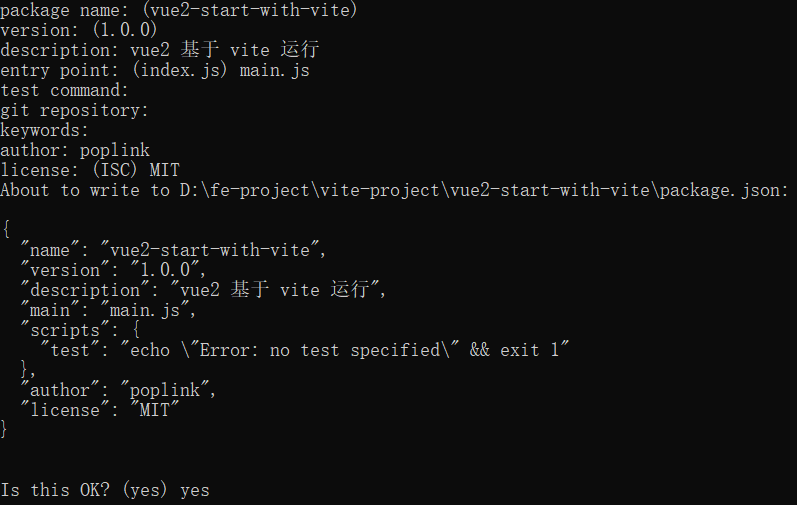 package name: (vue2-start-with-vite)
version: (1.0.0)
description: vue2 基于 vite 运行
entry point: (index.js) main.js
test command:
git repository:
keywords:
author: poplink
license: (ISC) MIT
About to write to D:\fe-project\vite-project\vue2-start-with-vite\package.json:
{
  "name": "vue2-start-with-vite",
  "version": "1.0.0",
  "description": "vue2 基于 vite 运行",
  "main": "main.js",
  "scripts": {
    "test": "echo \"Error: no test specified\" && exit 1"
  },
  "author": "poplink",
  "license": "MIT"
}
Is this OK? (yes) yes